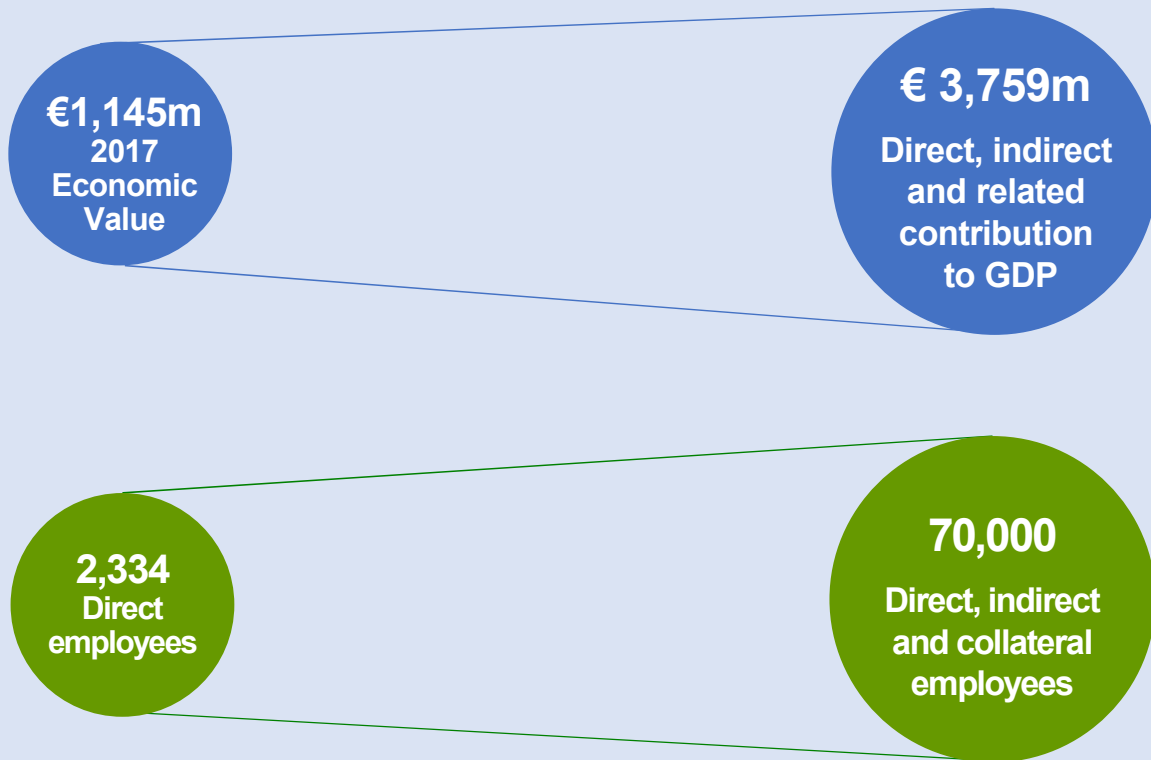 €1,145m
2017
Economic
Value
€ 3,759m
Direct, indirect
and related
contribution
to GDP
2,334
Direct
employees
70,000
Direct, indirect
and collateral
employees